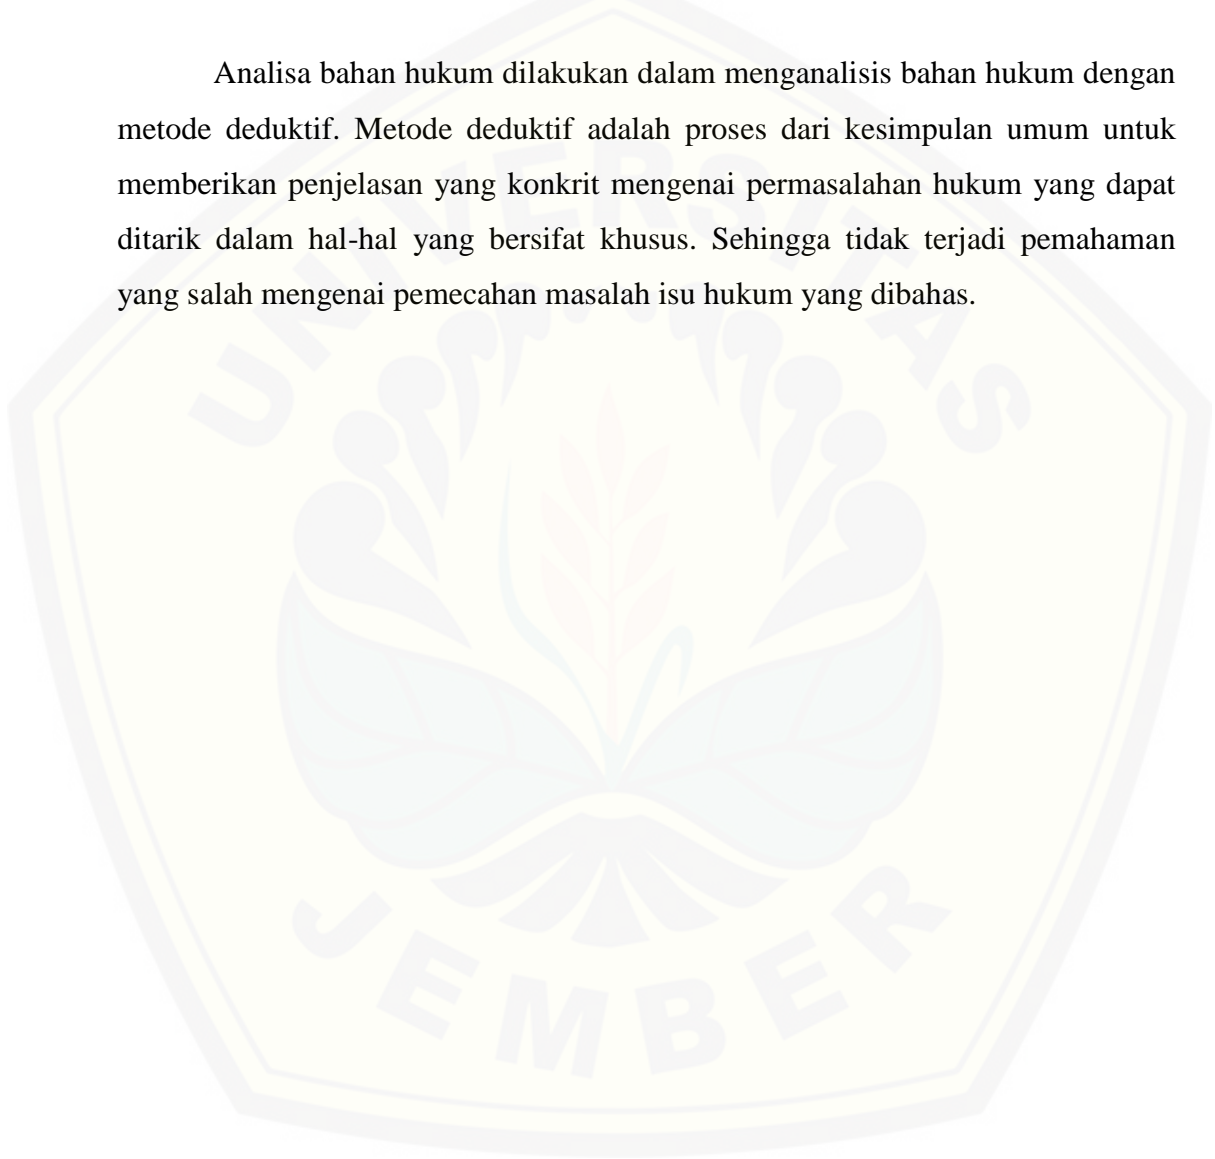 Analisa bahan hukum dilakukan dalam menganalisis bahan hukum dengan
metode deduktif. Metode deduktif adalah proses dari kesimpulan umum untuk
memberikan penjelasan yang konkrit mengenai permasalahan hukum yang dapat
ditarik dalam hal-hal yang bersifat khusus. Sehingga tidak terjadi pemahaman
yang salah mengenai pemecahan masalah isu hukum yang dibahas.
UNIVERSITAS
JEMBER